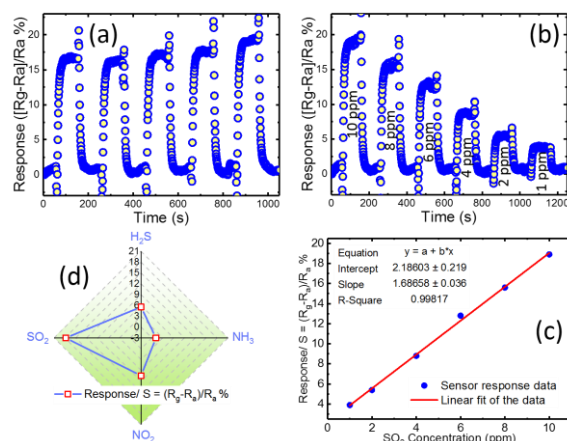 (a)
Response ([Rg-Ra]/Ra %)
20
15
10
5
0
0 200 400 600 800 1000
Time (s)
(b)
Response ([Rg-Ra]/Ra %)
20
15
10
5
0
10 ppm
8 ppm
6 ppm
4 ppm
2 ppm
1 ppm
0 200 400 600 800 1000 1200
Time (s)
(d)
H2S
21
18
15
12
9
6
3
0
-3
SO2
NH3
Response/ S = (Rg-Ra)/Ra %
NO2
(c)
Response/ S = (Rg-Ra)/Ra %
20
18
16
14
12
10
8
6
4
Equation y = a + b*x
Intercept 2.18603 ± 0.219
Slope 1.68658 ± 0.036
R-Square 0.99817
Sensor response data
Linear fit of the data
0 2 4 6 8 10
SO2 Concentration (ppm)